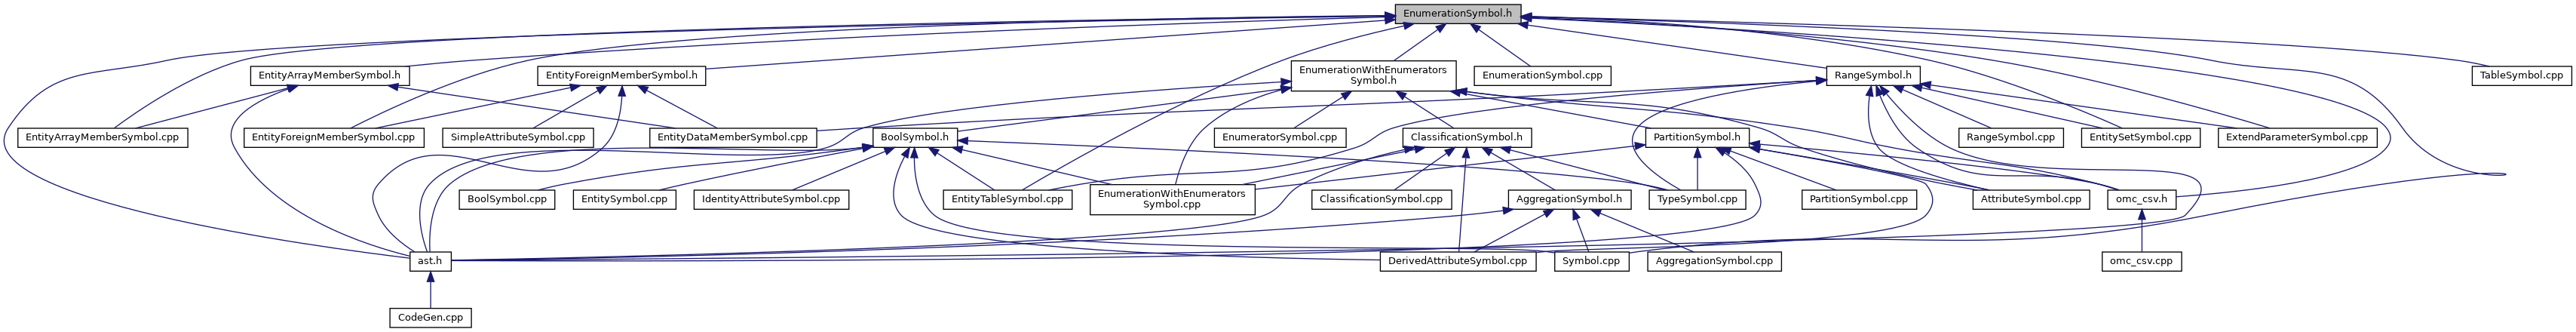 EnumerationSymbol.h
EntityArrayMemberSymbol.h
EntityForeignMemberSymbol.h
EnumerationWithEnumerators
Symbol.h
EnumerationSymbol.cpp
RangeSymbol.h
TableSymbol.cpp
EntityArrayMemberSymbol.cpp
EntityForeignMemberSymbol.cpp
SimpleAttributeSymbol.cpp
EntityDataMemberSymbol.cpp
BoolSymbol.h
EnumeratorSymbol.cpp
ClassificationSymbol.h
PartitionSymbol.h
RangeSymbol.cpp
EntitySetSymbol.cpp
ExtendParameterSymbol.cpp
BoolSymbol.cpp
EntitySymbol.cpp
IdentityAttributeSymbol.cpp
EntityTableSymbol.cpp
EnumerationWithEnumerators
Symbol.cpp
ClassificationSymbol.cpp
AggregationSymbol.h
TypeSymbol.cpp
PartitionSymbol.cpp
AttributeSymbol.cpp
omc_csv.h
ast.h
DerivedAttributeSymbol.cpp
Symbol.cpp
AggregationSymbol.cpp
omc_csv.cpp
CodeGen.cpp